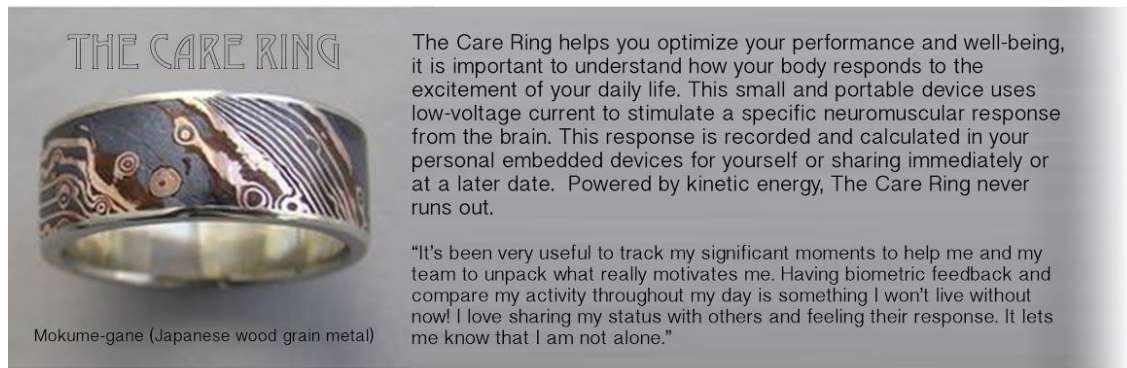 THE CARE RING
Mokume-gane (Japanese wood grain metal)
The Care Ring helps you optimize your performance and well-being,
it is important to understand how your body responds to the
excitement of your daily life. This small and portable device uses
low-voltage current to stimulate a specific neuromuscular response
from the brain. This response is recorded and calculated in your
personal embedded devices for yourself or sharing immediately or
at a later date.  Powered by kinetic energy, The Care Ring never
runs out.
“It’s been very useful to track my significant moments to help me and my
team to unpack what really motivates me. Having biometric feedback and
compare my activity throughout my day is something I won’t live without
now! I love sharing my status with others and feeling their response. It lets
me know that I am not alone.”